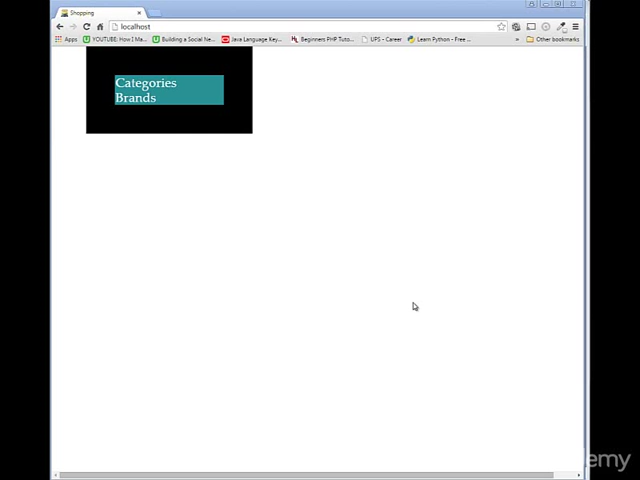 Shopping
localhost
Apps YOUTUBE: How I Ma... Building a Social Ne... Java Language Key... Beginners PHP Tuto... UPS - Career Learn Python - Free ... » Other bookmarks
Categories
Brands